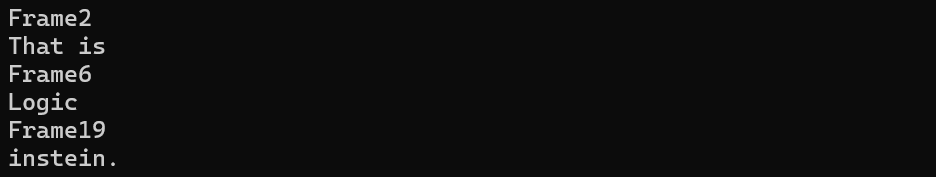 Frame2
That is
Frame6
Logic
Frame19
instein.